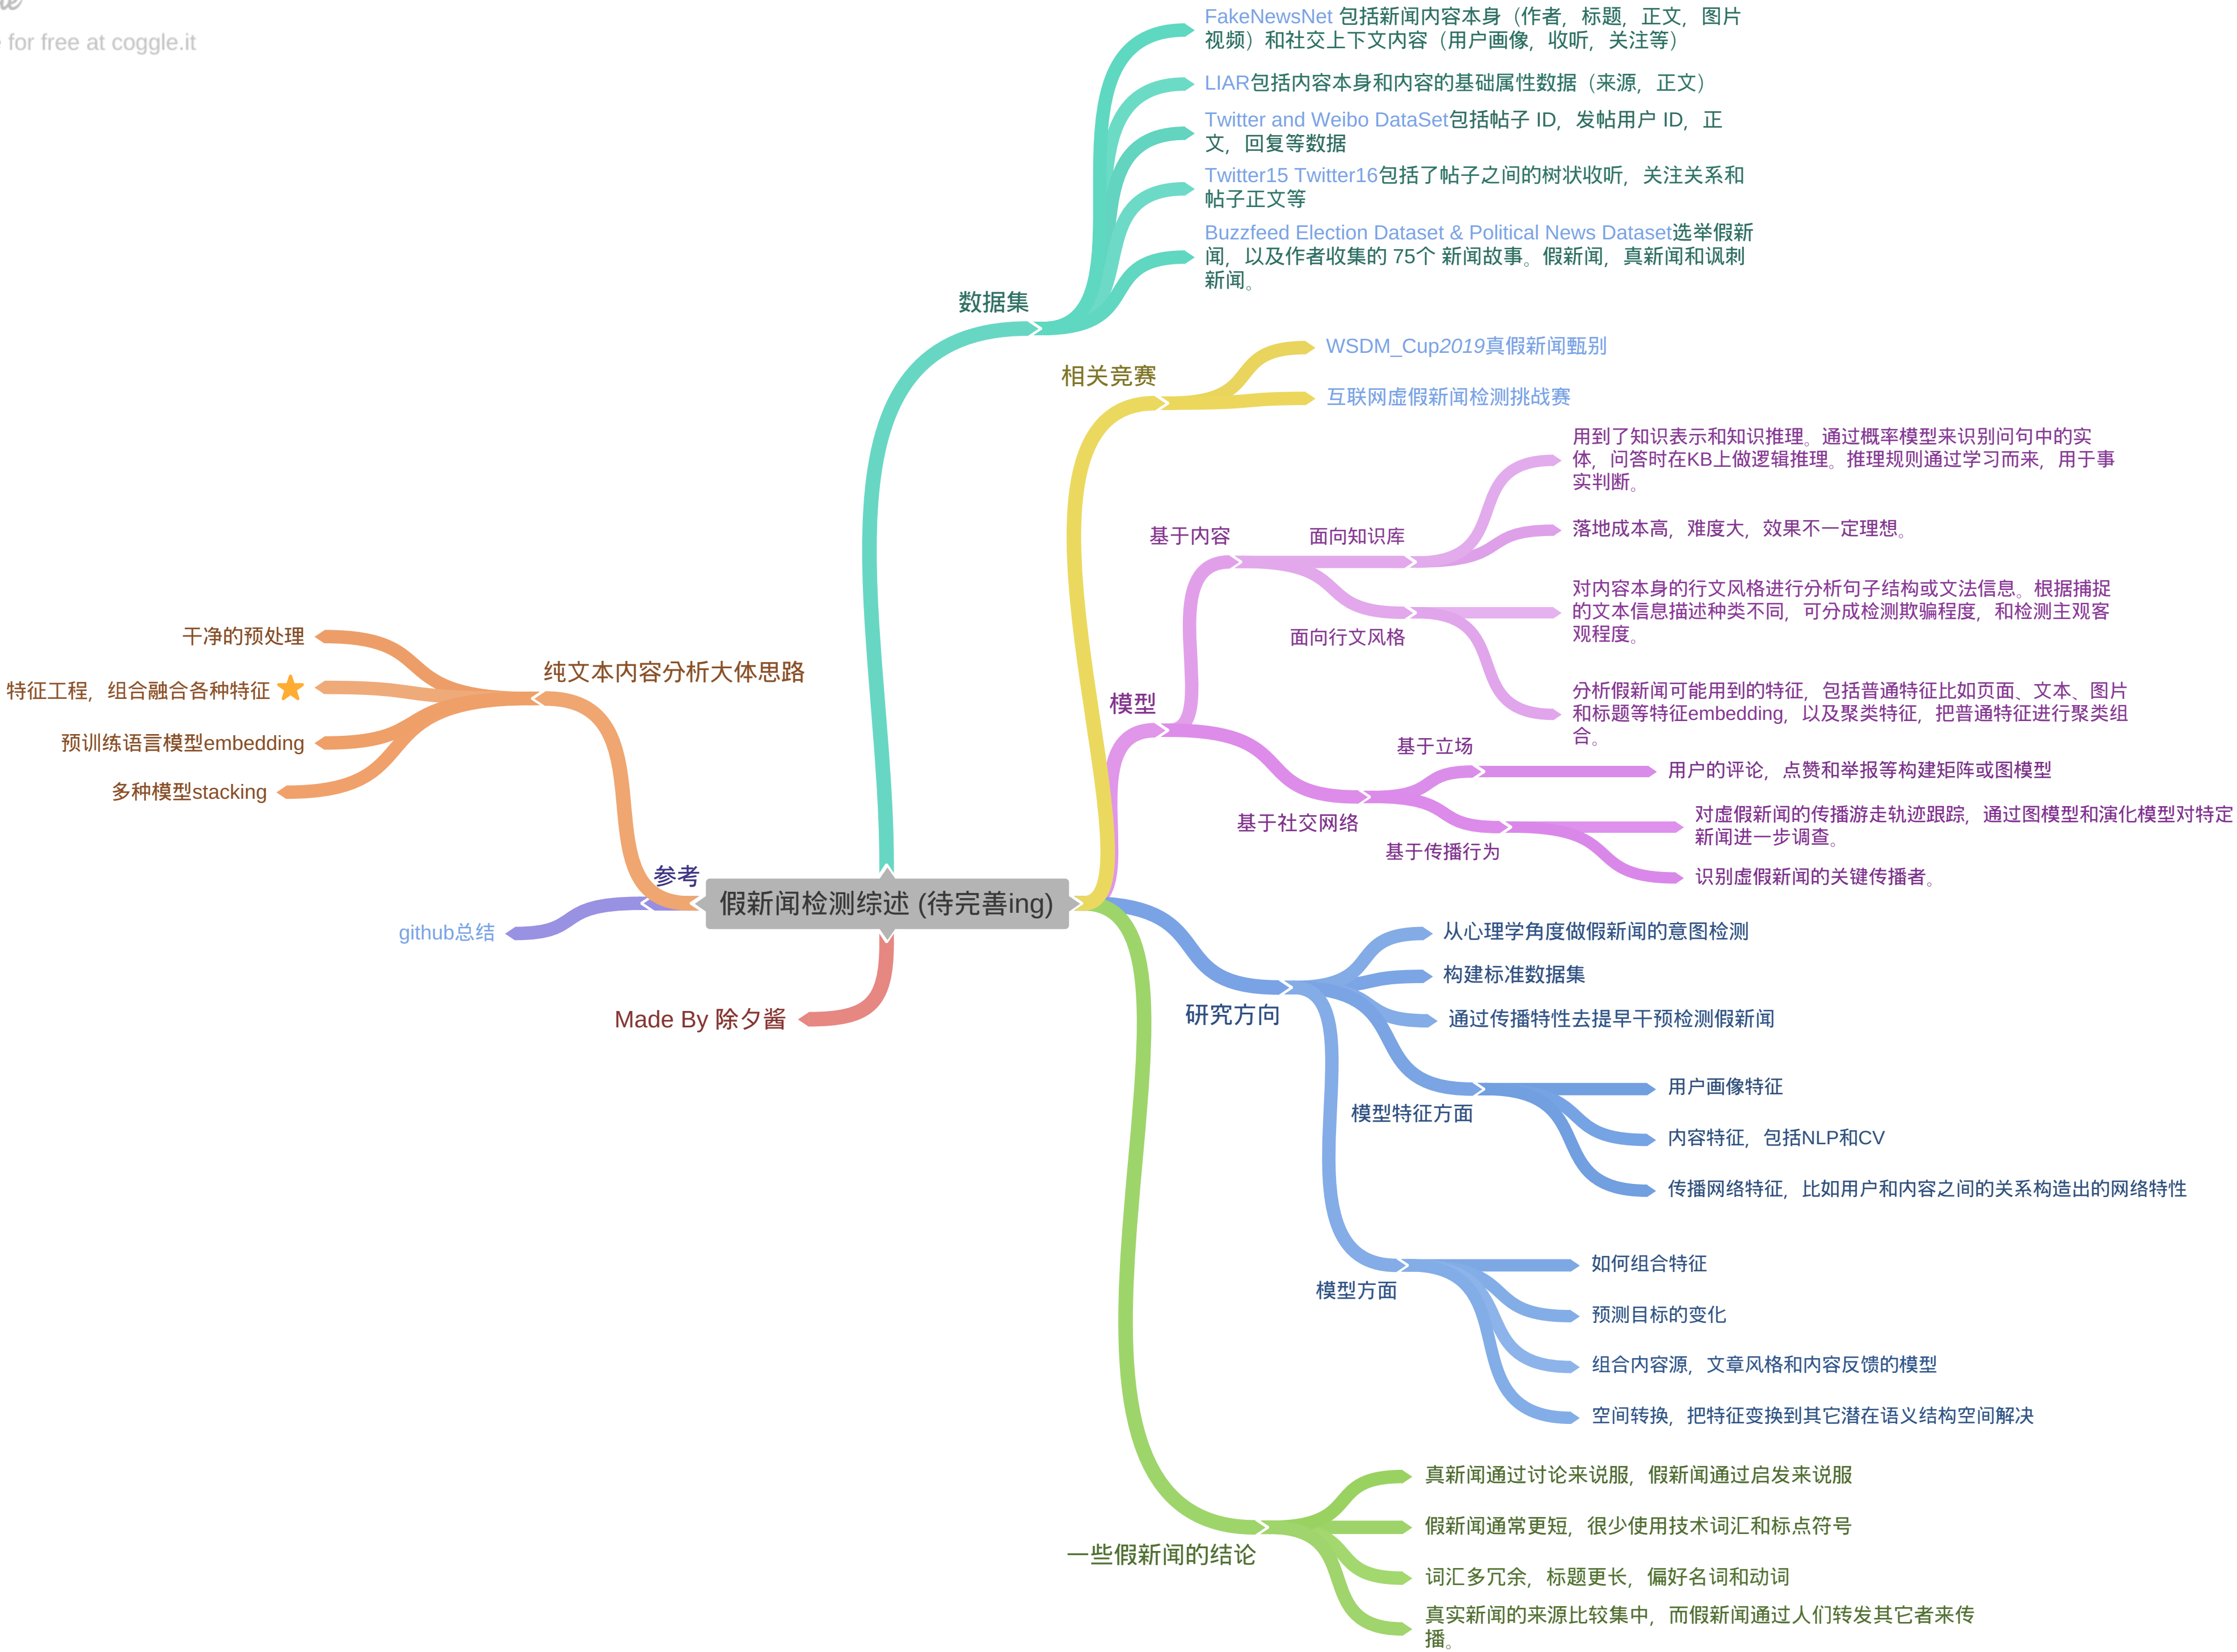 for free at coggle.it
FakeNewsNet 包括新闻内容本身（作者，标题，正文，图片
视频）和社交上下文内容（用户画像，收听，关注等）
LIAR包括内容本身和内容的基础属性数据（来源，正文）
Twitter and Weibo DataSet包括帖子 ID，发帖用户 ID，正
文，回复等数据
Twitter15 Twitter16包括了帖子之间的树状收听，关注关系和
帖子正文等
Buzzfeed Election Dataset & Political News Dataset选举假新
闻，以及作者收集的 75个 新闻故事。假新闻，真新闻和讽刺
新闻。
数据集
相关竞赛
WSDM_Cup2019真假新闻甄别
互联网虚假新闻检测挑战赛
模型
基于内容
面向知识库
用到了知识表示和知识推理。通过概率模型来识别问句中的实
体，问答时在KB上做逻辑推理。推理规则通过学习而来，用于事
实判断。
落地成本高，难度大，效果不一定理想。
面向行文风格
对内容本身的行文风格进行分析句子结构或文法信息。根据捕捉
的文本信息描述种类不同，可分成检测欺骗程度，和检测主观客
观程度。
分析假新闻可能用到的特征，包括普通特征比如页面、文本、图片
和标题等特征embedding，以及聚类特征，把普通特征进行聚类组
合。
基于社交网络
基于立场
用户的评论，点赞和举报等构建矩阵或图模型
基于传播行为
对虚假新闻的传播游走轨迹跟踪，通过图模型和演化模型对特定
新闻进一步调查。
识别虚假新闻的关键传播者。
纯文本内容分析大体思路
干净的预处理
特征工程，组合融合各种特征
预训练语言模型embedding
多种模型stacking
参考
github总结
假新闻检测综述 (待完善ing)
Made By 除夕酱
研究方向
从心理学角度做假新闻的意图检测
构建标准数据集
通过传播特性去提早干预检测假新闻
模型特征方面
用户画像特征
内容特征，包括NLP和CV
传播网络特征，比如用户和内容之间的关系构造出的网络特性
模型方面
如何组合特征
预测目标的变化
组合内容源，文章风格和内容反馈的模型
空间转换，把特征变换到其它潜在语义结构空间解决
一些假新闻的结论
真新闻通过讨论来说服，假新闻通过启发来说服
假新闻通常更短，很少使用技术词汇和标点符号
词汇多冗余，标题更长，偏好名词和动词
真实新闻的来源比较集中，而假新闻通过人们转发其它者来传
播。